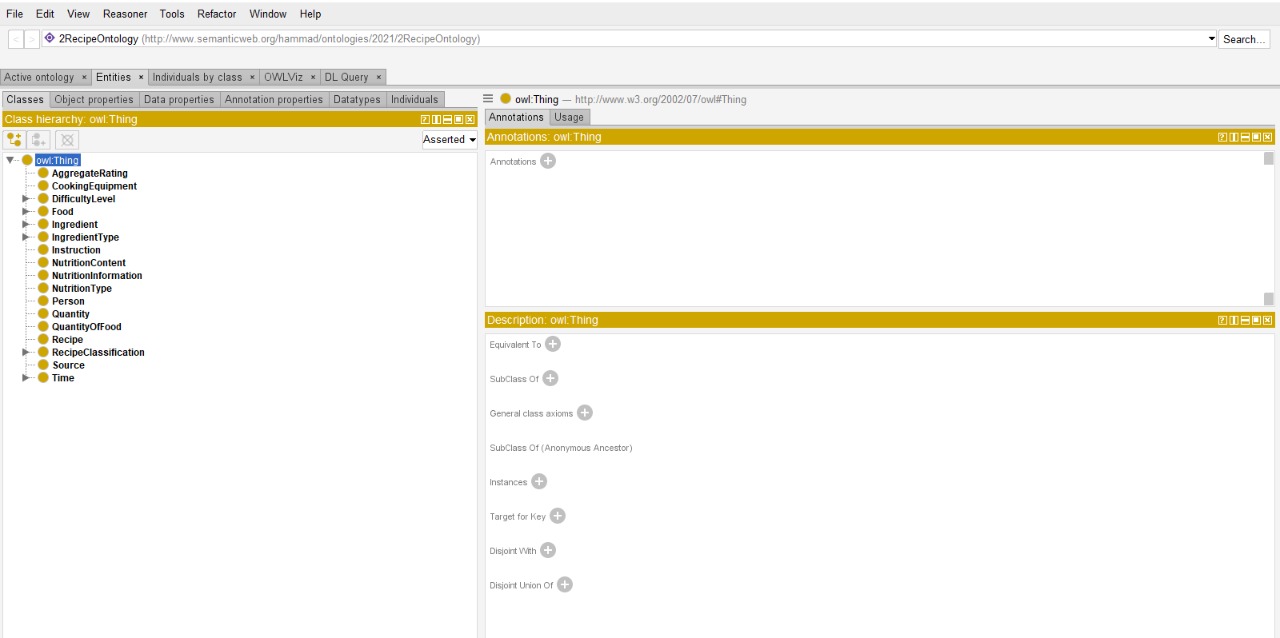 File Edit View Reasoner Tools Refactor Window Help
< > 2RecipeOntology (http://www.semanticweb.org/hammad/ontologies/2021/2RecipeOntology) Search...
Active ontology × Entities × Individuals by class × OWLViz × DL Query ×
Classes Object properties Data properties Annotation properties Datatypes Individuals
Class hierarchy: owl:Thing
Asserted
owl:Thing
AggregateRating
CookingEquipment
DifficultyLevel
Food
Ingredient
IngredientType
Instruction
NutritionContent
NutritionInformation
NutritionType
Person
Quantity
QuantityOfFood
Recipe
RecipeClassification
Source
Time
owl:Thing — http://www.w3.org/2002/07/owl#Thing
Annotations Usage
Annotations: owl:Thing
Annotations
Description: owl:Thing
Equivalent To
SubClass Of
General class axioms
SubClass Of (Anonymous Ancestor)
Instances
Target for Key
Disjoint With
Disjoint Union Of